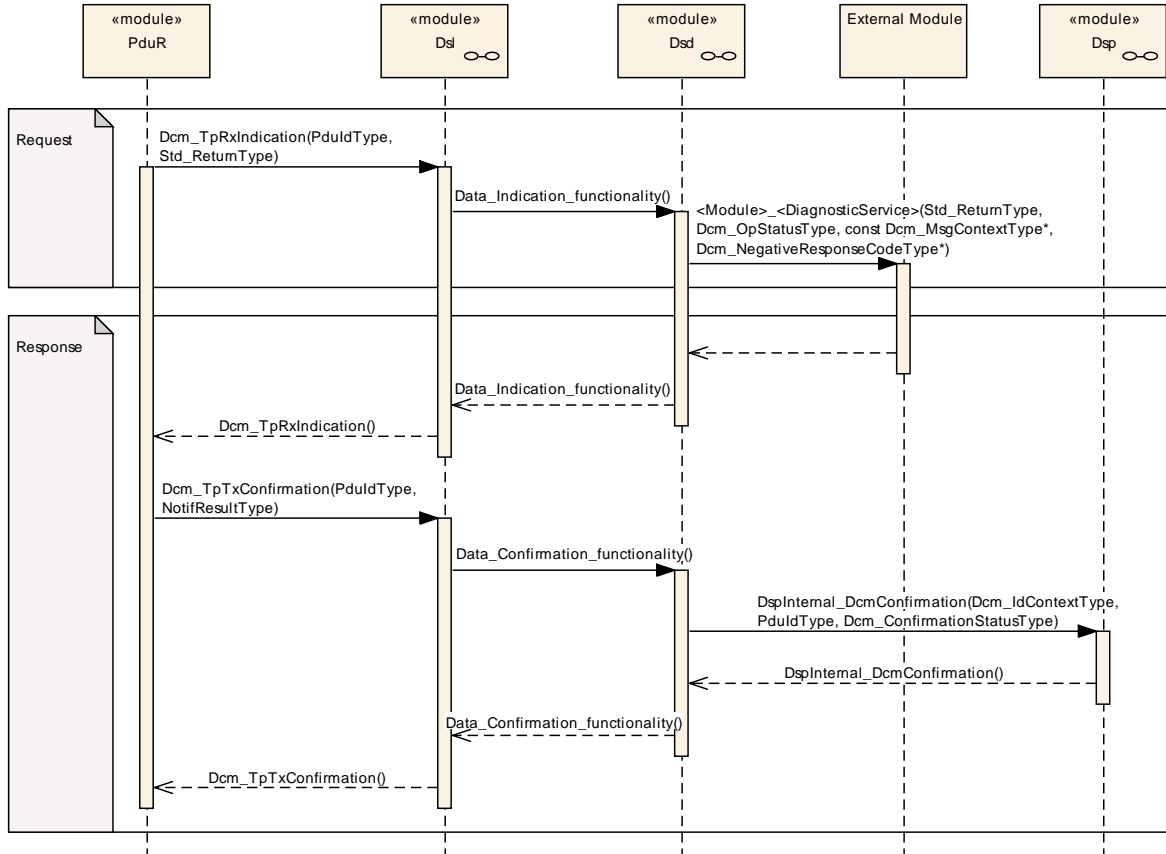 «module»
PduR
«module»
Dsl
«module»
Dsd
External Module
«module»
Dsp
Request
Dcm_TpRxIndication(PduIdType,
Std_ReturnType)
Data_Indication_functionality()
<Module>_<DiagnosticService>(Std_ReturnType,
Dcm_OpStatusType, const Dcm_MsgContextType*,
Dcm_NegativeResponseCodeType*)
Response
Data_Indication_functionality()
Dcm_TpRxIndication()
Dcm_TpTxConfirmation(PduIdType,
NotifResultType)
Data_Confirmation_functionality()
DspInternal_DcmConfirmation(Dcm_IdContextType,
PduIdType, Dcm_ConfirmationStatusType)
DspInternal_DcmConfirmation()
Data_Confirmation_functionality()
Dcm_TpTxConfirmation()